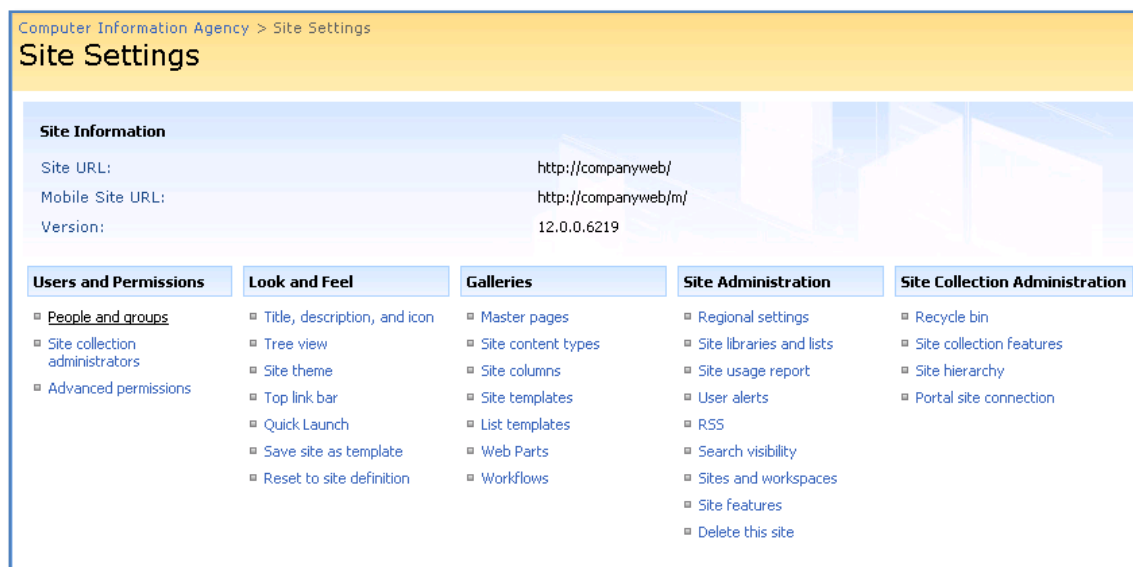 Computer Information Agency > Site Settings
Site Settings
Site Information
Site URL: http://companyweb/
Mobile Site URL: http://companyweb/m/
Version: 12.0.0.6219
Users and Permissions
People and groups
Site collection
administrators
Advanced permissions
Look and Feel
Title, description, and icon
Tree view
Site theme
Top link bar
Quick Launch
Save site as template
Reset to site definition
Galleries
Master pages
Site content types
Site columns
Site templates
List templates
Web Parts
Workflows
Site Administration
Regional settings
Site libraries and lists
Site usage report
User alerts
RSS
Search visibility
Sites and workspaces
Site features
Delete this site
Site Collection Administration
Recycle bin
Site collection features
Site hierarchy
Portal site connection